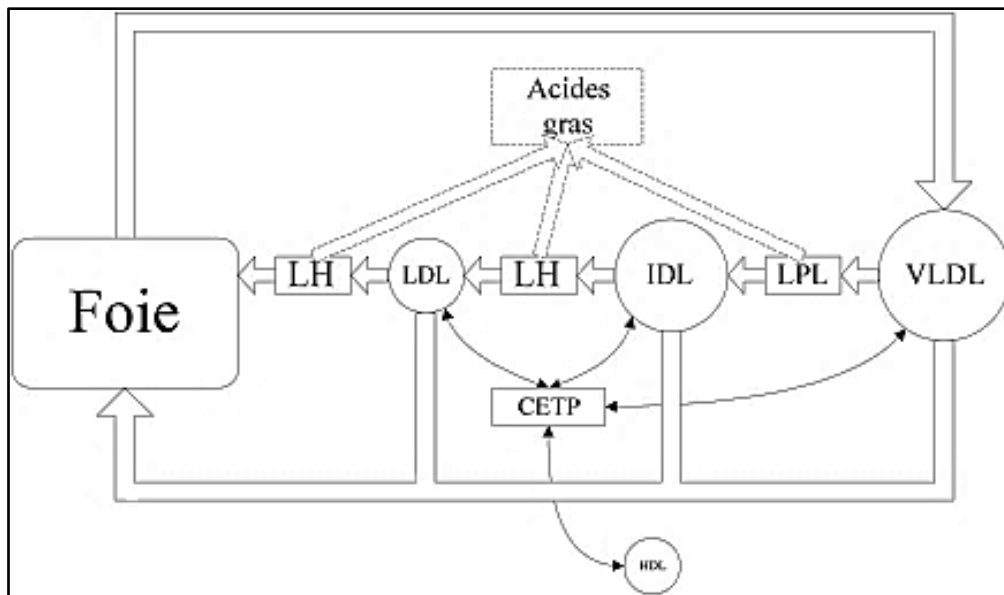 Acides
gras
Foie
LH
LDL
LH
IDL
LPL
VLDL
CETP
HDL